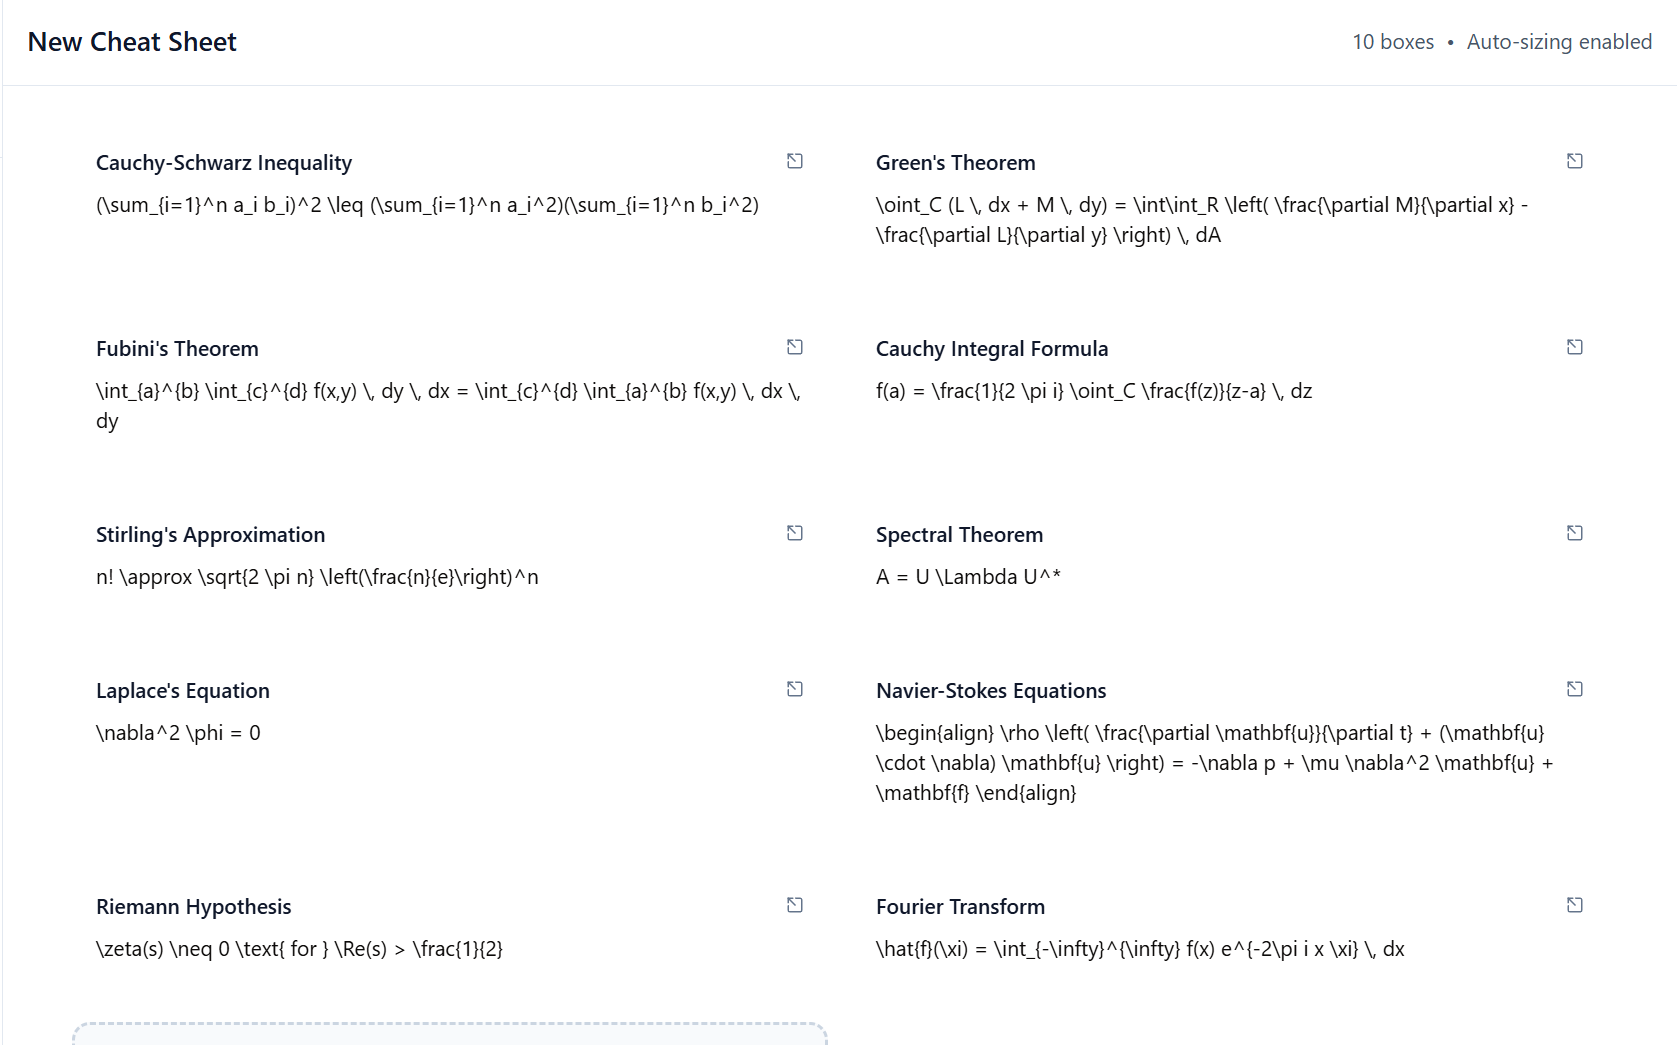 New Cheat Sheet
10 boxes • Auto-sizing enabled
Cauchy-Schwarz Inequality
(\sum_{i=1}^n a_i b_i)^2 \leq (\sum_{i=1}^n a_i^2)(\sum_{i=1}^n b_i^2)
Green's Theorem
\oint_C (L \, dx + M \, dy) = \int\int_R \left( \frac{\partial M}{\partial x} -
\frac{\partial L}{\partial y} \right) \, dA
Fubini's Theorem
\int_{a}^{b} \int_{c}^{d} f(x,y) \, dy \, dx = \int_{c}^{d} \int_{a}^{b} f(x,y) \, dx \,
dy
Cauchy Integral Formula
f(a) = \frac{1}{2 \pi i} \oint_C \frac{f(z)}{z-a} \, dz
Stirling's Approximation
n! \approx \sqrt{2 \pi n} \left(\frac{n}{e}\right)^n
Spectral Theorem
A = U \Lambda U^*
Laplace's Equation
\nabla^2 \phi = 0
Navier-Stokes Equations
\begin{align} \rho \left( \frac{\partial \mathbf{u}}{\partial t} + (\mathbf{u}
\cdot \nabla) \mathbf{u} \right) = -\nabla p + \mu \nabla^2 \mathbf{u} +
\mathbf{f} \end{align}
Riemann Hypothesis
\zeta(s) \neq 0 \text{ for } \Re(s) > \frac{1}{2}
Fourier Transform
\hat{f}(\xi) = \int_{-\infty}^{\infty} f(x) e^{-2\pi i x \xi} \, dx